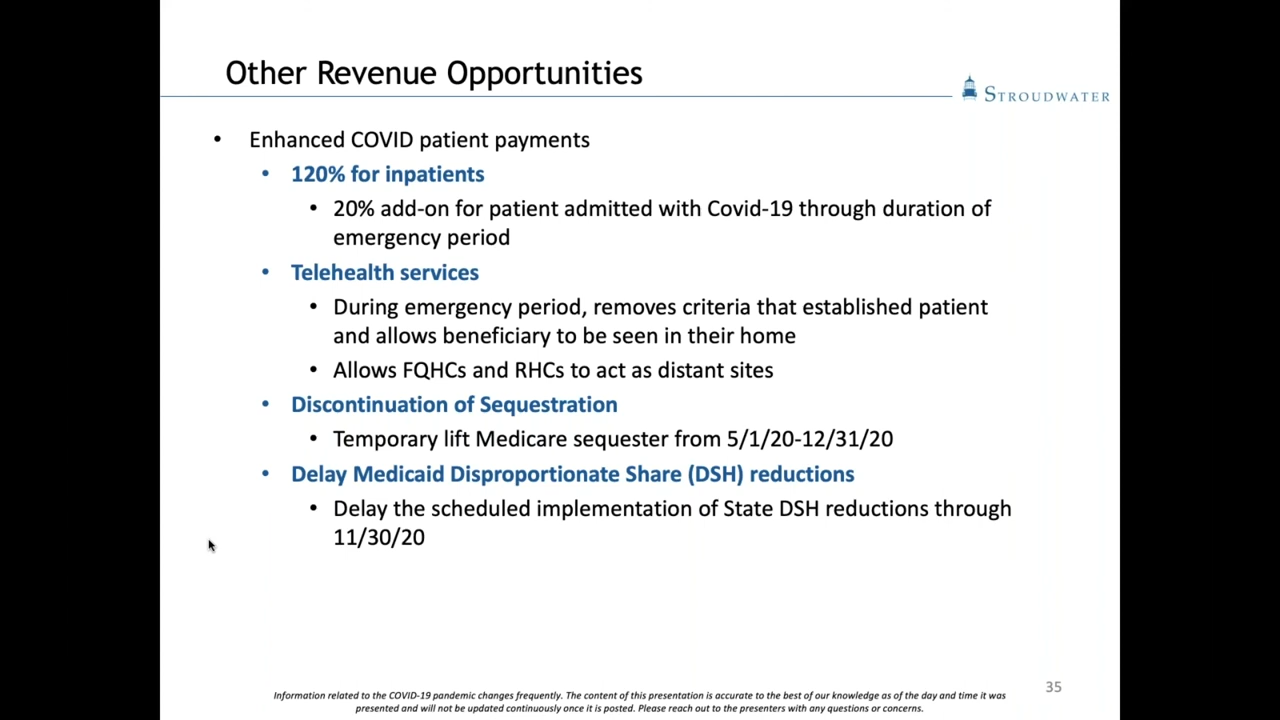 Other Revenue Opportunities
STROUDWATER
• Enhanced COVID patient payments
• 120% for inpatients
• 20% add-on for patient admitted with Covid-19 through duration of
emergency period
• Telehealth services
• During emergency period, removes criteria that established patient
and allows beneficiary to be seen in their home
• Allows FQHCs and RHCs to act as distant sites
• Discontinuation of Sequestration
• Temporary lift Medicare sequester from 5/1/20-12/31/20
• Delay Medicaid Disproportionate Share (DSH) reductions
• Delay the scheduled implementation of State DSH reductions through
11/30/20
35
Information related to the COVID-19 pandemic changes frequently. The content of this presentation is accurate to the best of our knowledge as of the day and time it was
presented and will not be updated continuously once it is posted. Please reach out to the presenters with any questions or concerns.